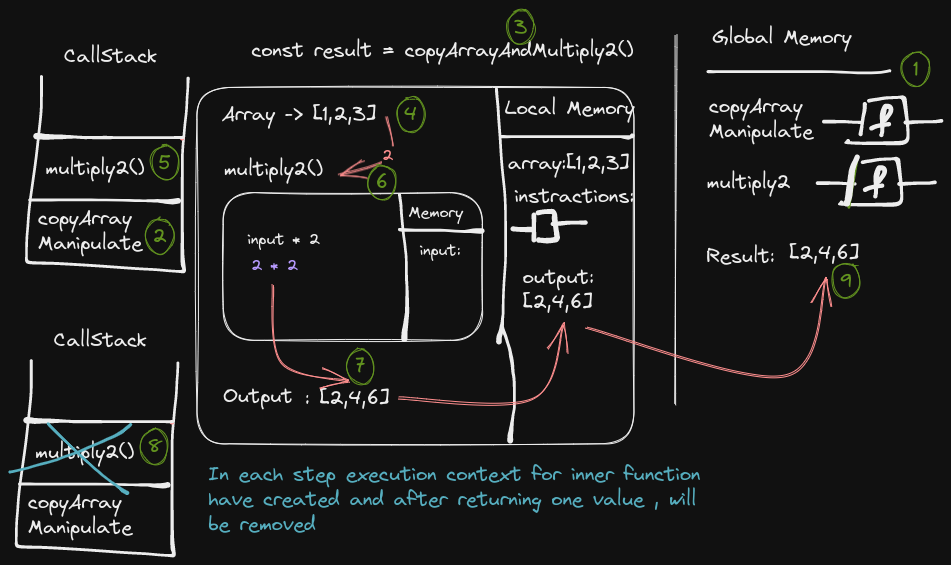 CallStack
multiply2() 5
copyArray
Manipulate 2
CallStack
multiply2() 8
copyArray
Manipulate
3
const result = copyArrayAndMultiply2()
Array -> [1,2,3] 4
2
multiply2() 6
input * 2
2 * 2
Memory
input:
7
Output : [2,4,6]
Local Memory
array:[1,2,3]
instructions:
output:
[2,4,6]
In each step execution context for inner function
have created and after returning one value , will
be removed
Global Memory
1
copyArray
Manipulate f
multiply2 f
Result: [2,4,6]
9